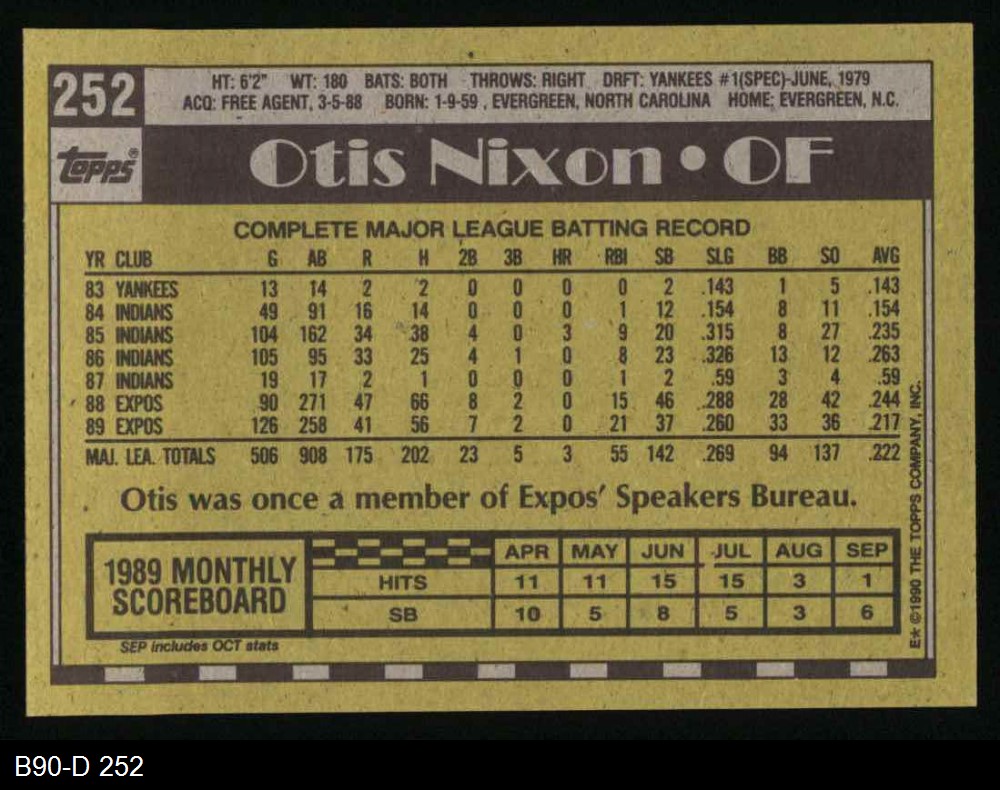 252
HT: 6'2" WT: 180 BATS: BOTH THROWS: RIGHT DRFT: YANKEES #1(SPEC)-JUNE, 1979
ACQ: FREE AGENT, 3-5-88 BORN: 1-9-59, EVERGREEN, NORTH CAROLINA HOME: EVERGREEN, N.C.
topps®
Otis Nixon • OF
COMPLETE MAJOR LEAGUE BATTING RECORD
YR CLUB G AB R H 2B 3B HR RBI SB SLG BB SO AVG
83 YANKEES 13 14 2 2 0 0 0 0 2 .143 1 5 .143
84 INDIANS 49 91 16 14 0 0 0 1 12 .154 8 11 .154
85 INDIANS 104 162 34 38 4 0 3 9 20 .315 8 27 .235
86 INDIANS 105 95 33 25 4 1 0 8 23 .326 13 12 .263
87 INDIANS 19 17 2 1 0 0 0 1 2 .59 3 4 .59
88 EXPOS 90 271 47 66 8 2 0 15 46 .288 28 42 .244
89 EXPOS 126 258 41 56 7 2 0 21 37 .260 33 36 .217
MAJ. LEA. TOTALS 506 908 175 202 23 5 3 55 142 .269 94 137 .222
Otis was once a member of Expos' Speakers Bureau.
1989 MONTHLY SCOREBOARD
APR MAY JUN JUL AUG SEP
HITS 11 11 15 15 3 1
SB 10 5 8 5 3 6
SEP includes OCT stats
E★ ©1990 THE TOPPS COMPANY, INC.
B90-D 252